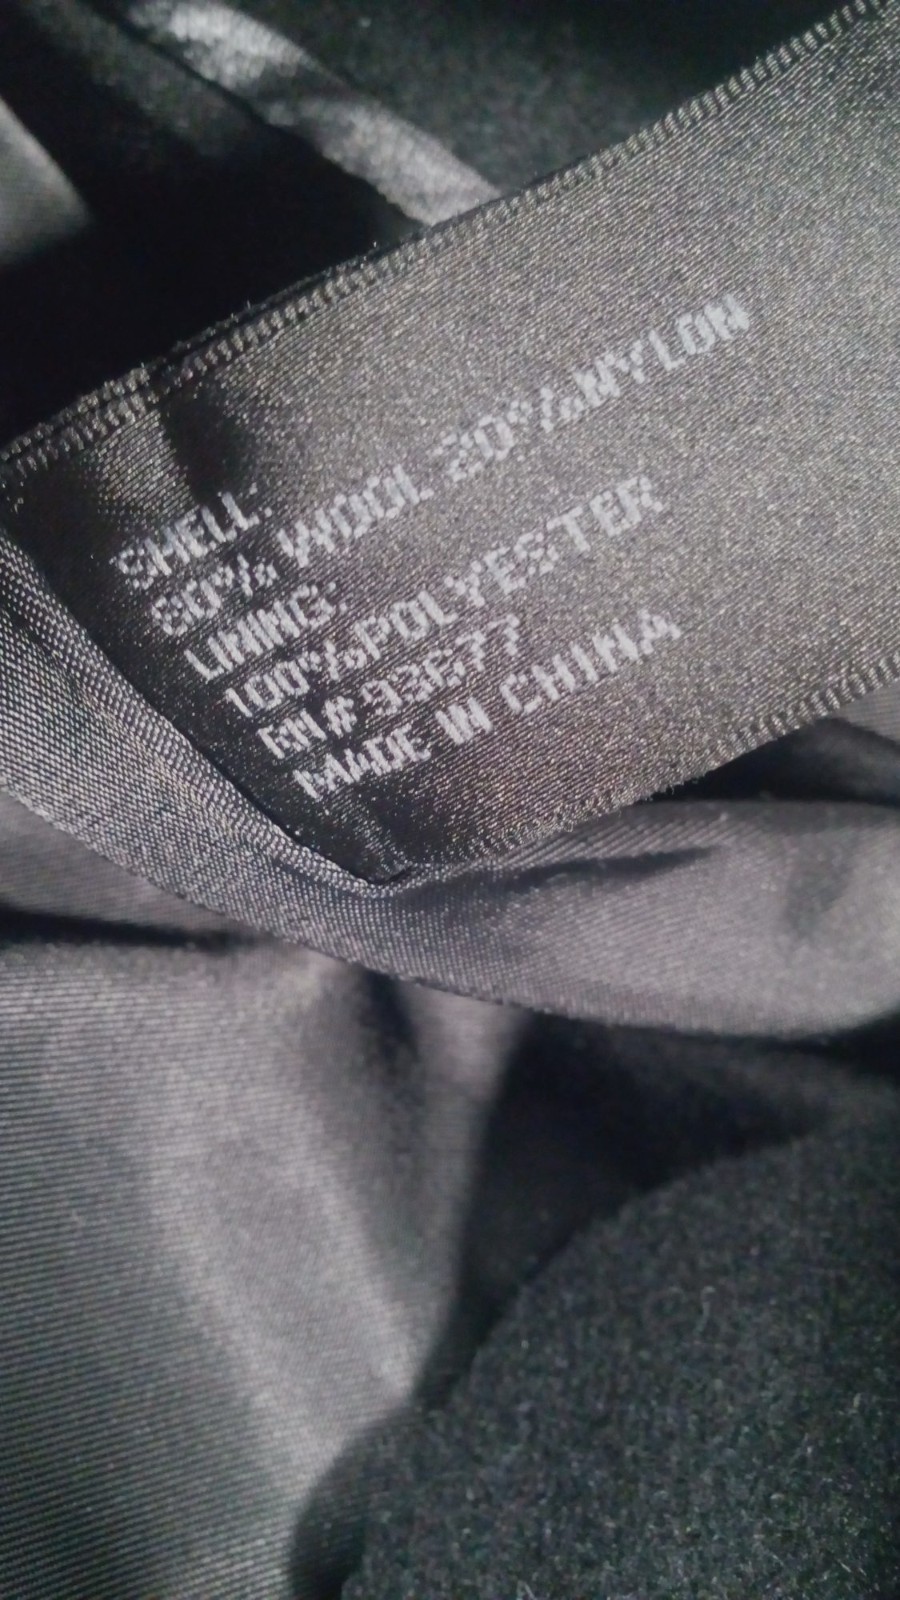 SHELL:
80% WOOL 20%NYLON
LINING:
100%POLYESTER
RN#93677
MADE IN CHINA